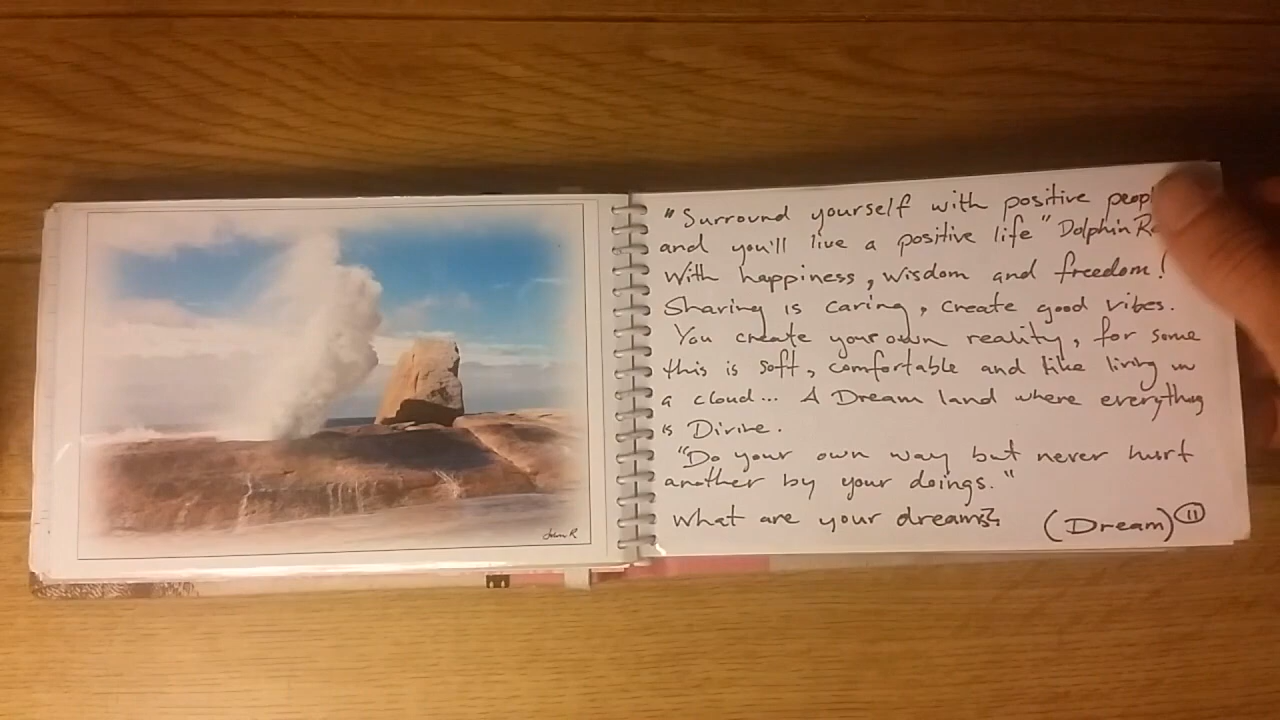 John R
"Surround yourself with positive peop
and you'll live a positive life" Dolphin
With happiness, wisdom and freedom!
Sharing is caring, create good vibes.
You create your own reality, for some
this is soft, comfortable and like living in
a cloud... A Dream land where everything
is Divine.
"Do your own way but never hurt
another by your doings."
What are your dreams?
(Dream) 11